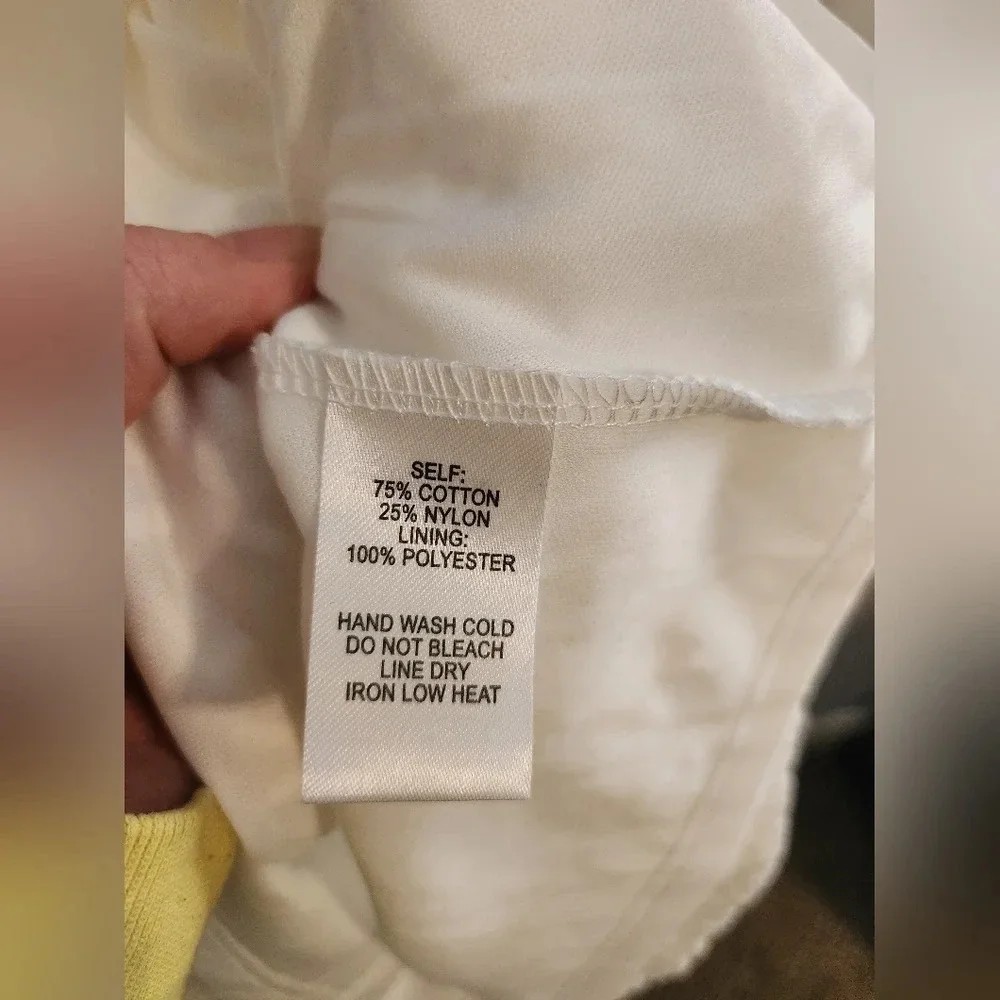 SELF:
75% COTTON
25% NYLON
LINING:
100% POLYESTER
HAND WASH COLD
DO NOT BLEACH
LINE DRY
IRON LOW HEAT